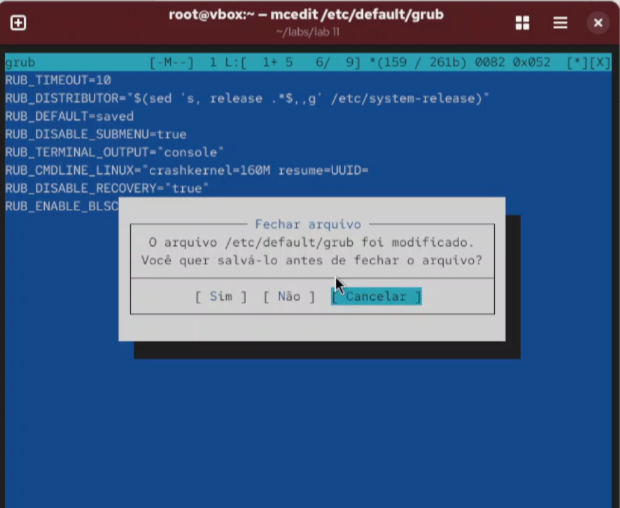 root@vbox:~ — mcedit /etc/default/grub
~/labs/lab 11
grub [-M--] 1 L:[ 1+ 5 6/ 9] *(159 / 261b) 0082 0x052 [*][X]
RUB_TIMEOUT=10
RUB_DISTRIBUTOR="$(sed 's, release .*$,,g' /etc/system-release)"
RUB_DEFAULT=saved
RUB_DISABLE_SUBMENU=true
RUB_TERMINAL_OUTPUT="console"
RUB_CMDLINE_LINUX="crashkernel=160M resume=UUID=
RUB_DISABLE_RECOVERY="true"
RUB_ENABLE_BLSC
Fechar arquivo
O arquivo /etc/default/grub foi modificado.
Você quer salvá-lo antes de fechar o arquivo?
[ Sim ] [ Não ] [ Cancelar ]